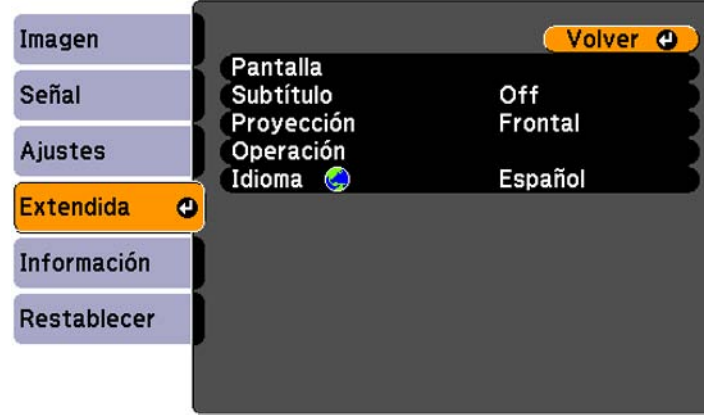 Imagen
Señal
Ajustes
Extendida
Información
Restablecer
Volver
Pantalla
Subtítulo Off
Proyección Frontal
Operación
Idioma Español